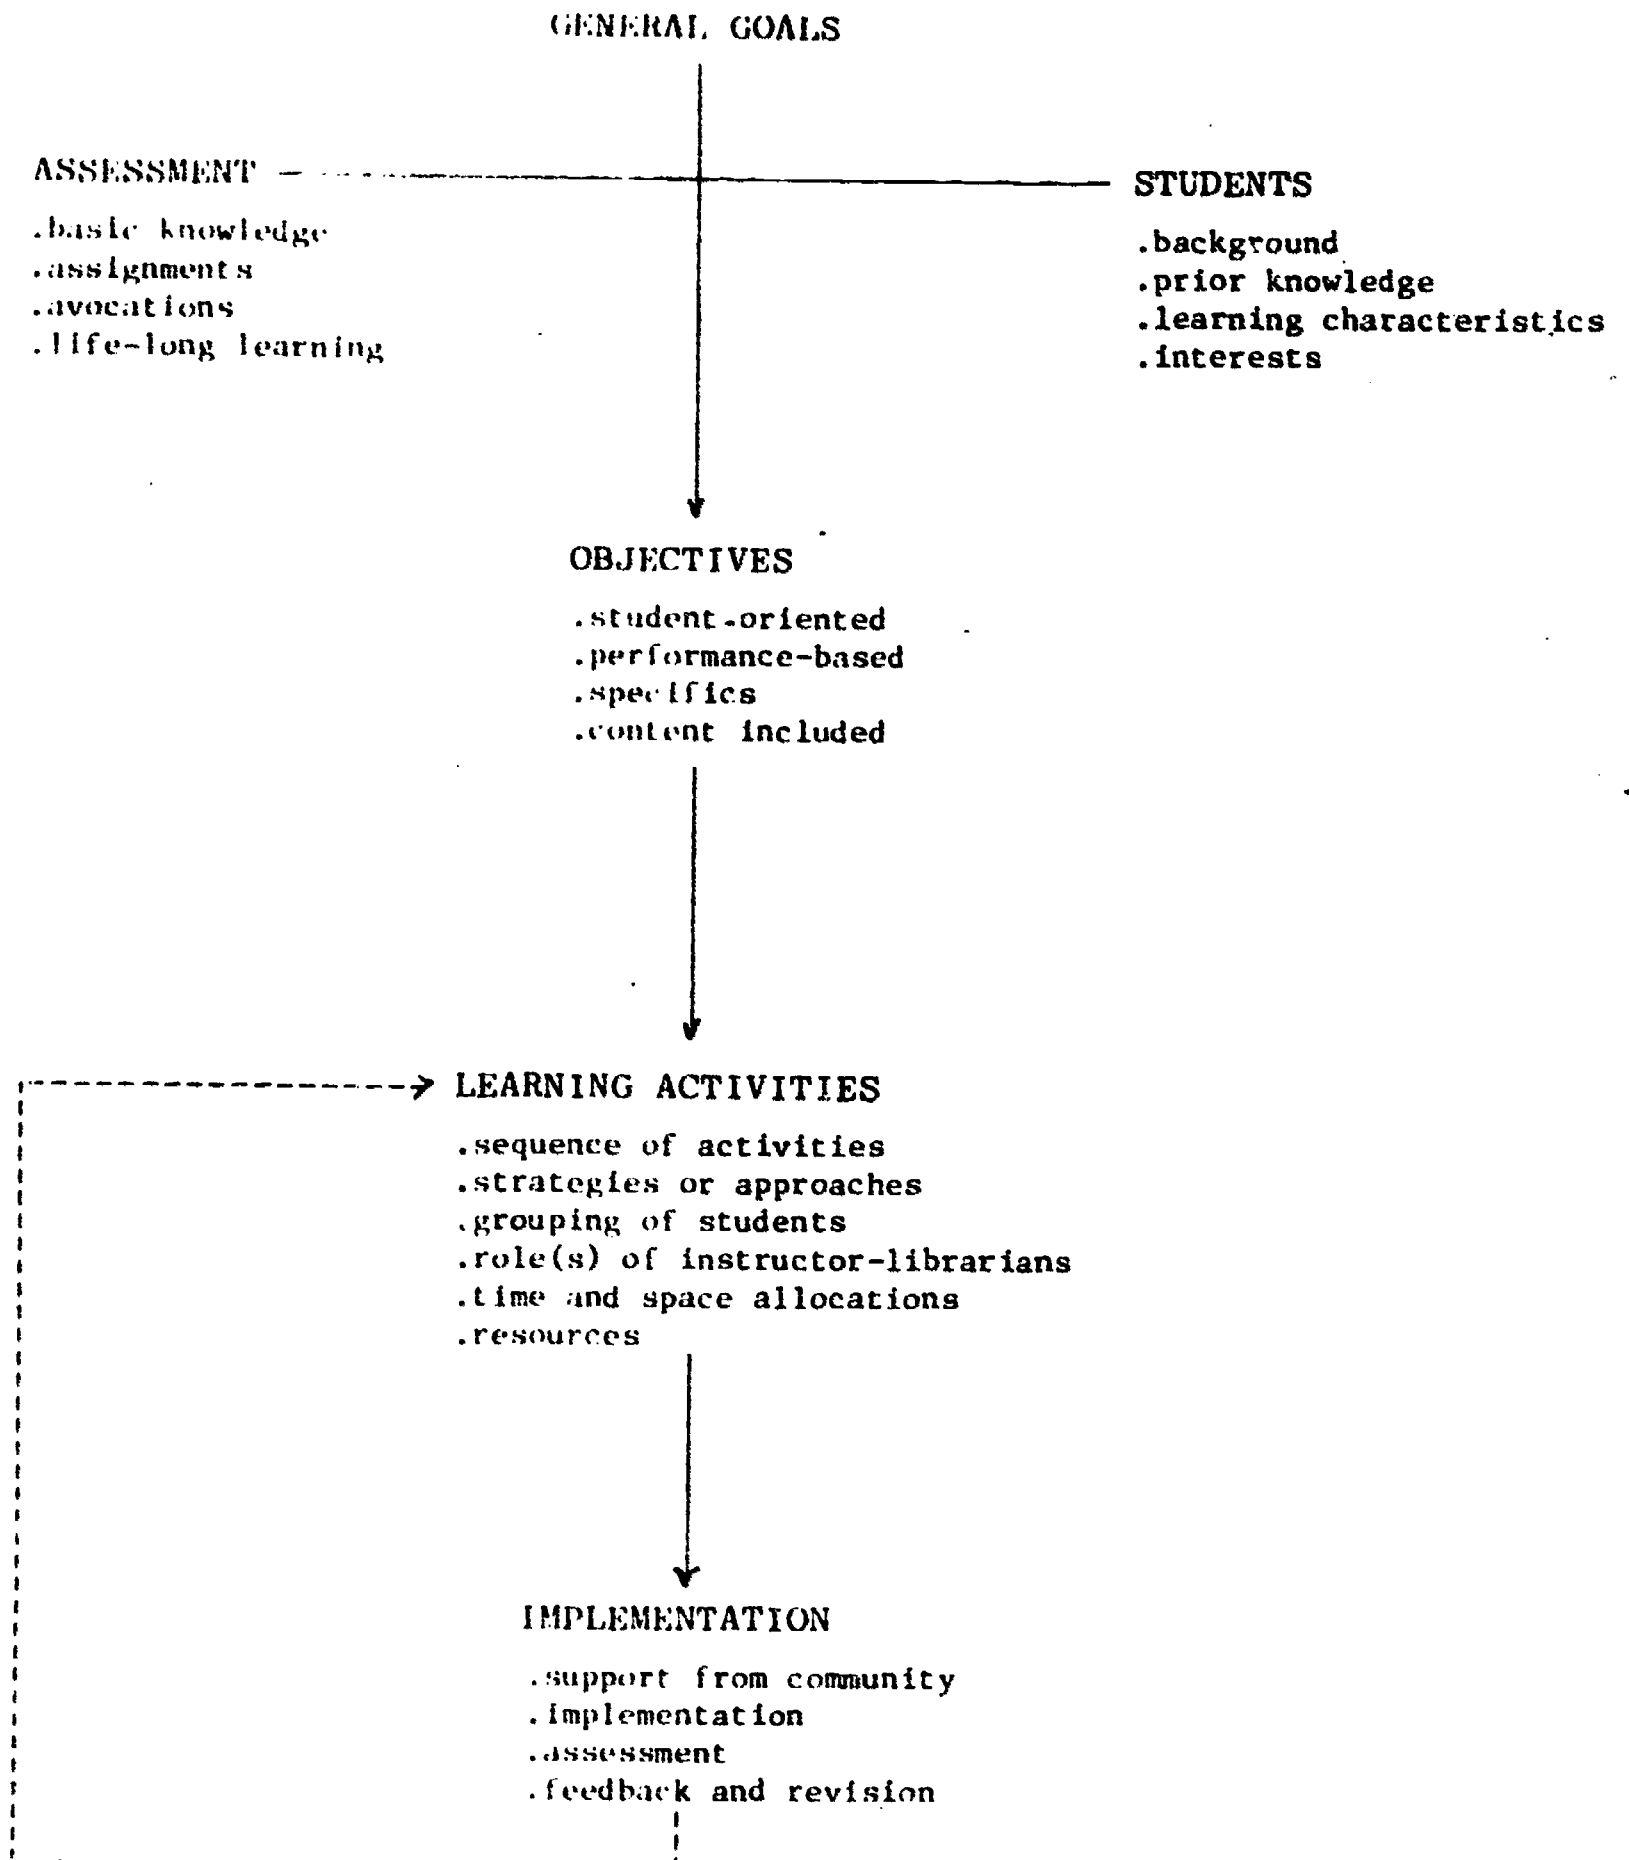 GENERAL GOALS
ASSESSMENT
.basic knowledge
.assignments
.avocations
.life-long learning
STUDENTS
.background
.prior knowledge
.learning characteristics
.interests
OBJECTIVES
.student-oriented
.performance-based
.specifics
.content included
LEARNING ACTIVITIES
.sequence of activities
.strategies or approaches
.grouping of students
.role(s) of instructor-librarians
.time and space allocations
.resources
IMPLEMENTATION
.support from community
.implementation
.assessment
.feedback and revision